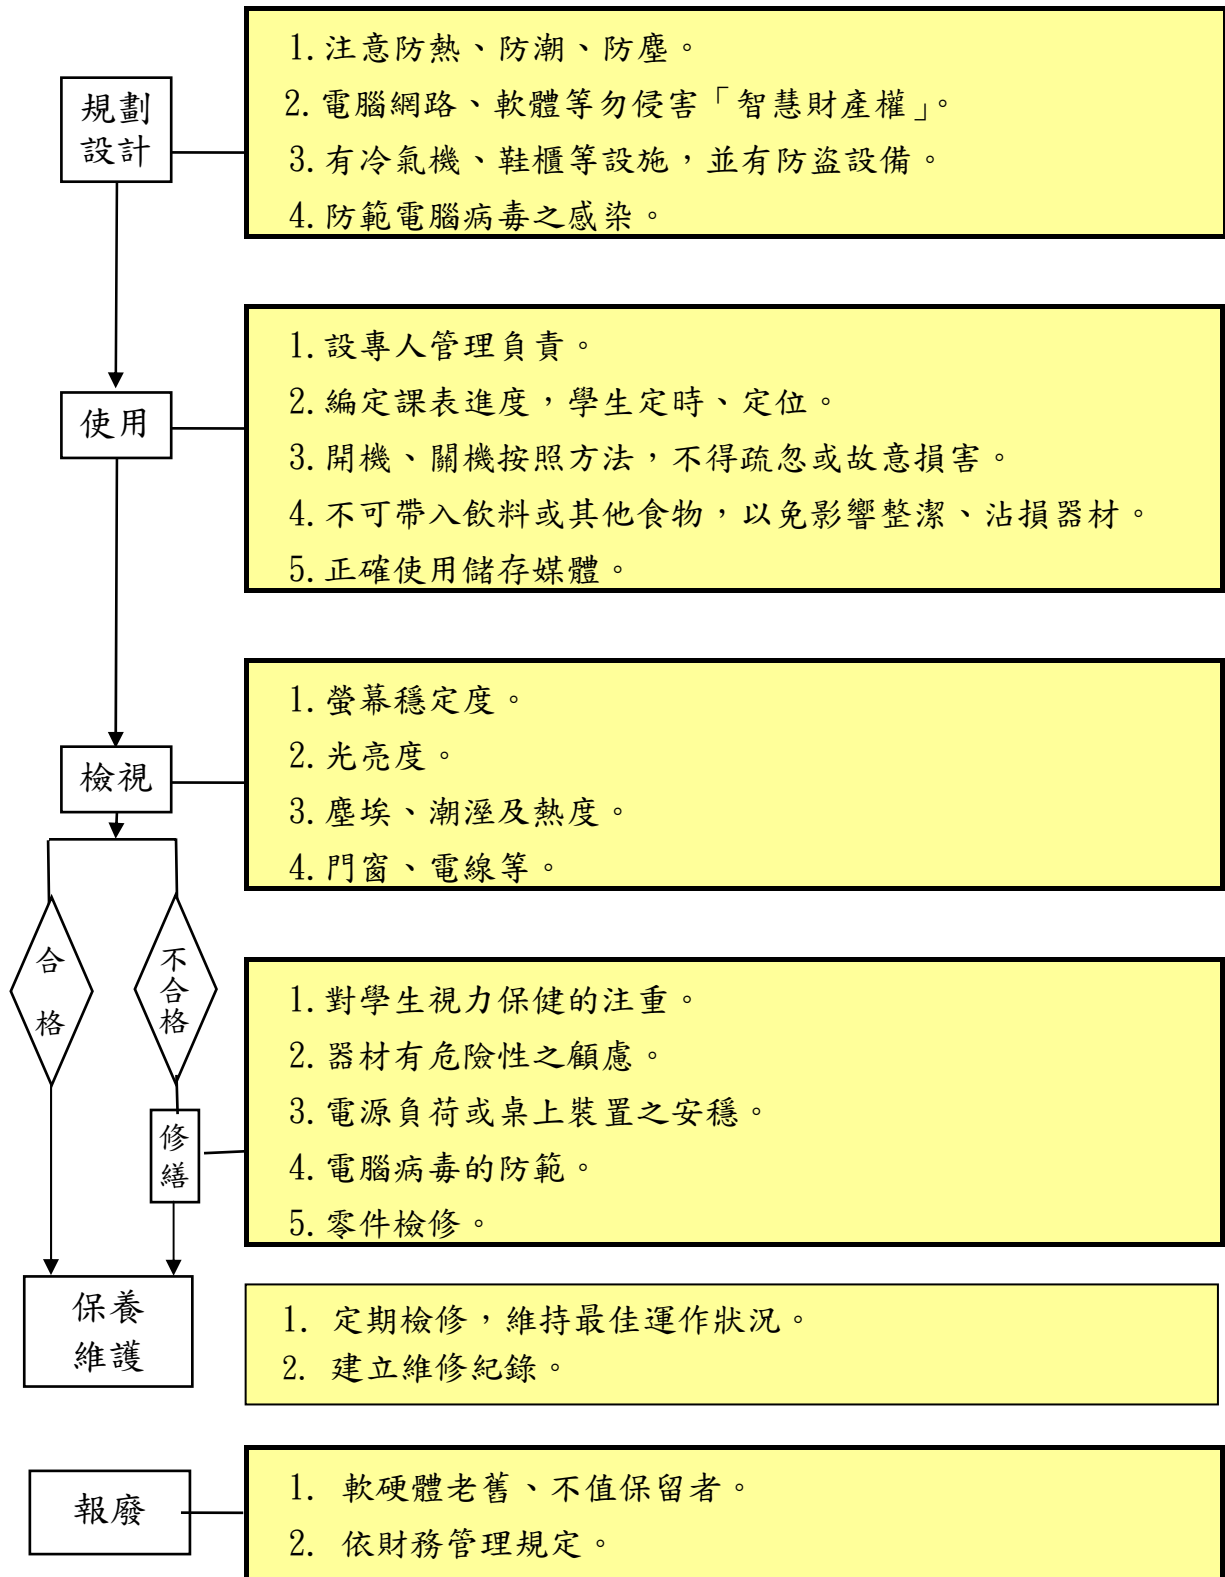 規劃
設計
1.注意防熱、防潮、防塵。
2.電腦網路、軟體等勿侵害「智慧財產權」。
3.有冷氣機、鞋櫃等設施，並有防盜設備。
4.防範電腦病毒之感染。
使用
1.設專人管理負責。
2.編定課表進度，學生定時、定位。
3.開機、關機按照方法，不得疏忽或故意損害。
4.不可帶入飲料或其他食物，以免影響整潔、沾損器材。
5.正確使用儲存媒體。
檢視
1.螢幕穩定度。
2.光亮度。
3.塵埃、潮溼及熱度。
4.門窗、電線等。
合格
不合格
修繕
1.對學生視力保健的注重。
2.器材有危險性之顧慮。
3.電源負荷或桌上裝置之安穩。
4.電腦病毒的防範。
5.零件檢修。
保養
維護
1. 定期檢修，維持最佳運作狀況。
2. 建立維修紀錄。
報廢
1. 軟硬體老舊、不值保留者。
2. 依財務管理規定。